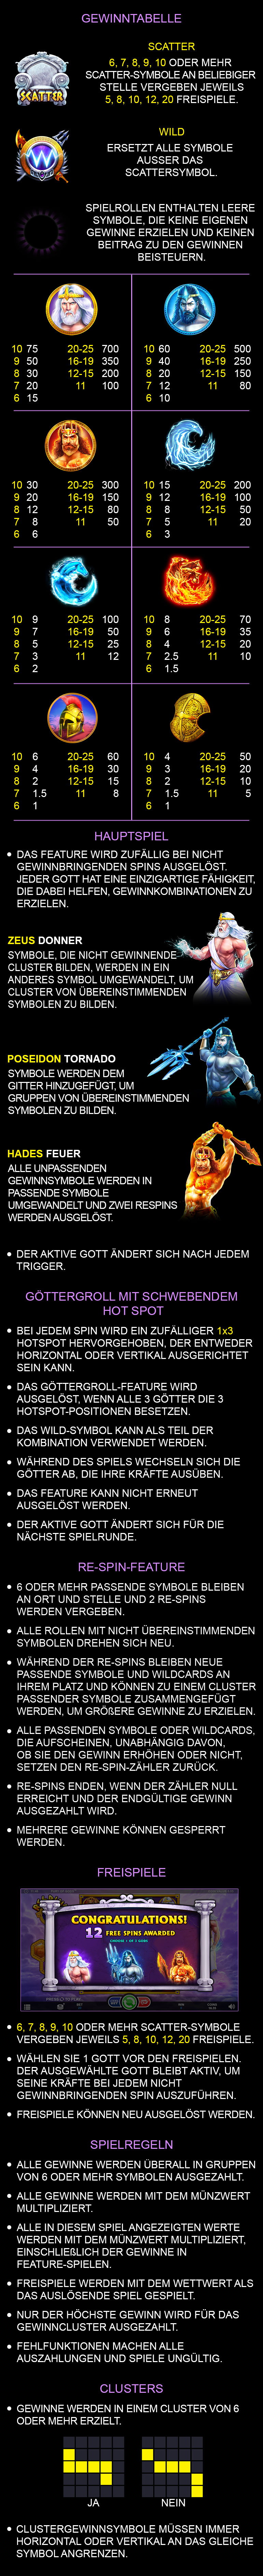 GEWINNTABELLE
SCATTER
6, 7, 8, 9, 10 ODER MEHR
SCATTER-SYMBOLE AN BELIEBIGER
STELLE VERGEBEN JEWEILS
5, 8, 10, 12, 20 FREISPIELE.
SCATTER
WILD
ERSETZT ALLE SYMBOLE
AUSSER DAS
SCATTERSYMBOL.
W
SPIELROLLEN ENTHALTEN LEERE
SYMBOLE, DIE KEINE EIGENEN
GEWINNE ERZIELEN UND KEINEN
BEITRAG ZU DEN GEWINNEN
BEISTEUERN.
10 75 20-25 700
9 50 16-19 350
8 30 12-15 200
7 20 11 100
6 15
10 60 20-25 500
9 40 16-19 250
8 20 12-15 150
7 12 11 80
6 10
10 30 20-25 300
9 20 16-19 150
8 12 12-15 80
7 8 11 50
6 6
10 15 20-25 200
9 12 16-19 100
8 8 12-15 50
7 5 11 20
6 3
10 9 20-25 100
9 7 16-19 50
8 5 12-15 25
7 3 11 12
6 2
10 8 20-25 70
9 6 16-19 35
8 4 12-15 20
7 2.5 11 10
6 1.5
10 6 20-25 60
9 4 16-19 30
8 2 12-15 15
7 1.5 11 8
6 1
10 4 20-25 50
9 3 16-19 20
8 2 12-15 10
7 1.5 11 5
6 1
HAUPTSPIEL
• DAS FEATURE WIRD ZUFÄLLIG BEI NICHT
GEWINNBRINGENDEN SPINS AUSGELÖST.
JEDER GOTT HAT EINE EINZIGARTIGE FÄHIGKEIT,
DIE DABEI HELFEN, GEWINNKOMBINATIONEN ZU
ERZIELEN.
ZEUS DONNER
SYMBOLE, DIE NICHT GEWINNENDE
CLUSTER BILDEN, WERDEN IN EIN
ANDERES SYMBOL UMGEWANDELT, UM
CLUSTER VON ÜBEREINSTIMMENDEN
SYMBOLEN ZU BILDEN.
POSEIDON TORNADO
SYMBOLE WERDEN DEM
GITTER HINZUGEFÜGT, UM
GRUPPEN VON ÜBEREINSTIMMENDEN
SYMBOLEN ZU BILDEN.
HADES FEUER
ALLE UNPASSENDEN
GEWINNSYMBOLE WERDEN IN
PASSENDE SYMBOLE
UMGEWANDELT UND ZWEI RESPINS
WERDEN AUSGELÖST.
• DER AKTIVE GOTT ÄNDERT SICH NACH JEDEM
TRIGGER.
GÖTTERGROLL MIT SCHWEBENDEM
HOT SPOT
• BEI JEDEM SPIN WIRD EIN ZUFÄLLIGER 1x3
HOTSPOT HERVORGEHOBEN, DER ENTWEDER
HORIZONTAL ODER VERTIKAL AUSGERICHTET
SEIN KANN.
• DAS GÖTTERGROLL-FEATURE WIRD
AUSGELÖST, WENN ALLE 3 GÖTTER DIE 3
HOTSPOT-POSITIONEN BESETZEN.
• DAS WILD-SYMBOL KANN ALS TEIL DER
KOMBINATION VERWENDET WERDEN.
• WÄHREND DES SPIELS WECHSELN SICH DIE
GÖTTER AB, DIE IHRE KRÄFTE AUSÜBEN.
• DAS FEATURE KANN NICHT ERNEUT
AUSGELÖST WERDEN.
• DER AKTIVE GOTT ÄNDERT SICH FÜR DIE
NÄCHSTE SPIELRUNDE.
RE-SPIN-FEATURE
• 6 ODER MEHR PASSENDE SYMBOLE BLEIBEN
AN ORT UND STELLE UND 2 RE-SPINS
WERDEN VERGEBEN.
• ALLE ROLLEN MIT NICHT ÜBEREINSTIMMENDEN
SYMBOLEN DREHEN SICH NEU.
• WÄHREND DER RE-SPINS BLEIBEN NEUE
PASSENDE SYMBOLE UND WILDCARDS AN
IHREM PLATZ UND KÖNNEN ZU EINEM CLUSTER
PASSENDER SYMBOLE ZUSAMMENGEFÜGT
WERDEN, UM GRÖßERE GEWINNE ZU ERZIELEN.
• ALLE PASSENDEN SYMBOLE ODER WILDCARDS,
DIE AUFSCHEINEN, UNABHÄNGIG DAVON,
OB SIE DEN GEWINN ERHÖHEN ODER NICHT,
SETZEN DEN RE-SPIN-ZÄHLER ZURÜCK.
• RE-SPINS ENDEN, WENN DER ZÄHLER NULL
ERREICHT UND DER ENDGÜLTIGE GEWINN
AUSGEZAHLT WIRD.
• MEHRERE GEWINNE KÖNNEN GESPERRT
WERDEN.
FREISPIELE
CONGRATULATIONS!
12 FREE SPINS AWARDED
CHOOSE 1 OF 3 GODS
• 6, 7, 8, 9, 10 ODER MEHR SCATTER-SYMBOLE
VERGEBEN JEWEILS 5, 8, 10, 12, 20 FREISPIELE.
• WÄHLEN SIE 1 GOTT VOR DEN FREISPIELEN.
DER AUSGEWÄHLTE GOTT BLEIBT AKTIV, UM
SEINE KRÄFTE BEI JEDEM NICHT
GEWINNBRINGENDEN SPIN AUSZUFÜHREN.
• FREISPIELE KÖNNEN NEU AUSGELÖST WERDEN.
SPIELREGELN
• ALLE GEWINNE WERDEN ÜBERALL IN GRUPPEN
VON 6 ODER MEHR SYMBOLEN AUSGEZAHLT.
• ALLE GEWINNE WERDEN MIT DEM MÜNZWERT
MULTIPLIZIERT.
• ALLE IN DIESEM SPIEL ANGEZEIGTEN WERTE
WERDEN MIT DEM MÜNZWERT MULTIPLIZIERT,
EINSCHLIEßLICH DER GEWINNE IN
FEATURE-SPIELEN.
• FREISPIELE WERDEN MIT DEM WETTWERT ALS
DAS AUSLÖSENDE SPIEL GESPIELT.
• NUR DER HÖCHSTE GEWINN WIRD FÜR DAS
GEWINNCLUSTER AUSGEZAHLT.
• FEHLFUNKTIONEN MACHEN ALLE
AUSZAHLUNGEN UND SPIELE UNGÜLTIG.
CLUSTERS
• GEWINNE WERDEN IN EINEM CLUSTER VON 6
ODER MEHR ERZIELT.
JA NEIN
• CLUSTERGEWINNSYMBOLE MÜSSEN IMMER
HORIZONTAL ODER VERTIKAL AN DAS GLEICHE
SYMBOL ANGRENZEN.